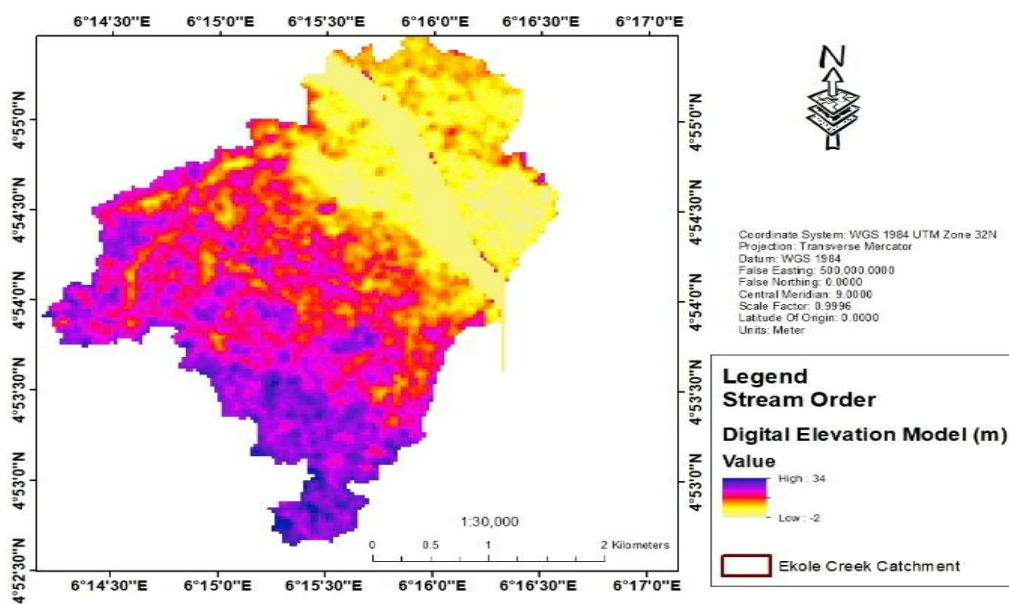 6°14'30"E 6°15'0"E 6°15'30"E 6°16'0"E 6°16'30"E 6°17'0"E
4°55'0"N
4°54'30"N
4°54'0"N
4°53'30"N
4°53'0"N
4°52'30"N
4°55'0"N
4°54'30"N
4°54'0"N
4°53'30"N
4°53'0"N
1:30,000
0 0.5 1 2 Kilometers
6°14'30"E 6°15'0"E 6°15'30"E 6°16'0"E 6°16'30"E 6°17'0"E
N
Coordinate System: WGS 1984 UTM Zone 32N
Projection: Transverse Mercator
Datum: WGS 1984
False Easting: 500,000.0000
False Northing: 0.0000
Central Meridian: 9.0000
Scale Factor: 0.9996
Latitude Of Origin: 0.0000
Units: Meter
Legend
Stream Order
Digital Elevation Model (m)
Value
High : 34
Low : -2
Ekole Creek Catchment